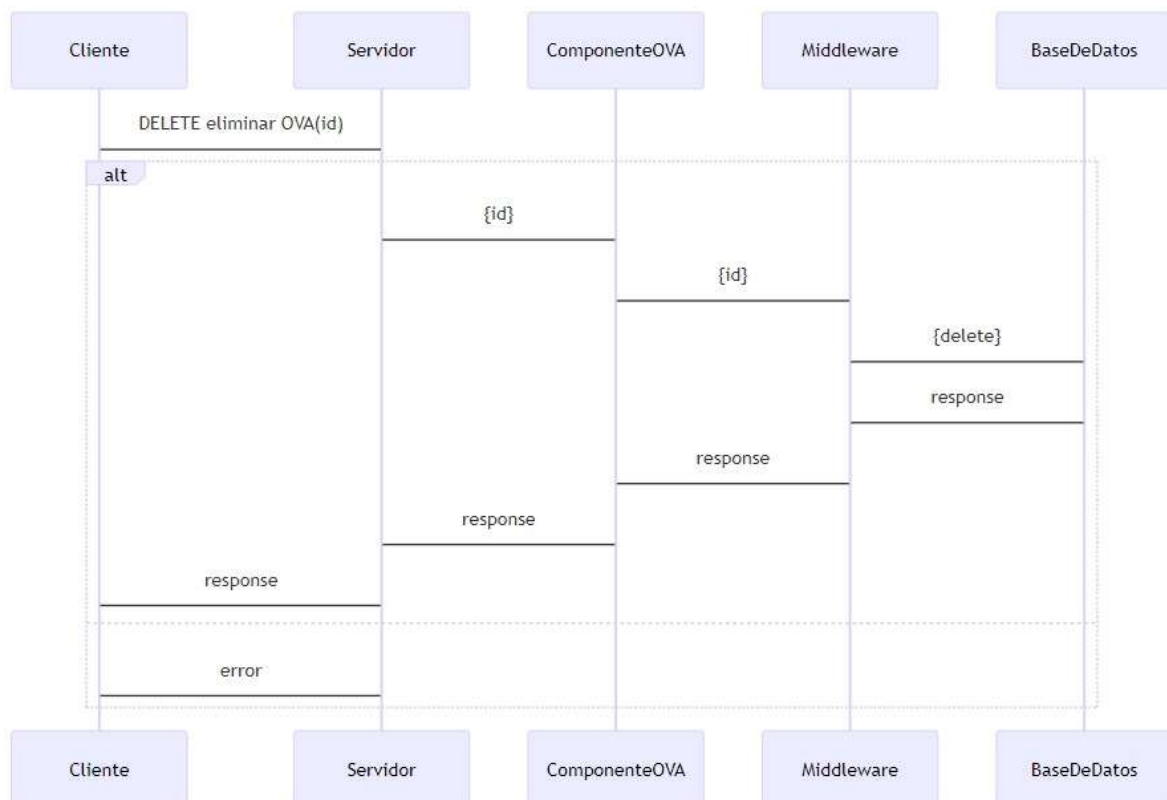 Cliente
Servidor
ComponenteOVA
Middleware
BaseDeDatos
DELETE eliminar OVA(id)
alt
{id}
{id}
{delete}
response
response
response
response
error
Cliente
Servidor
ComponenteOVA
Middleware
BaseDeDatos